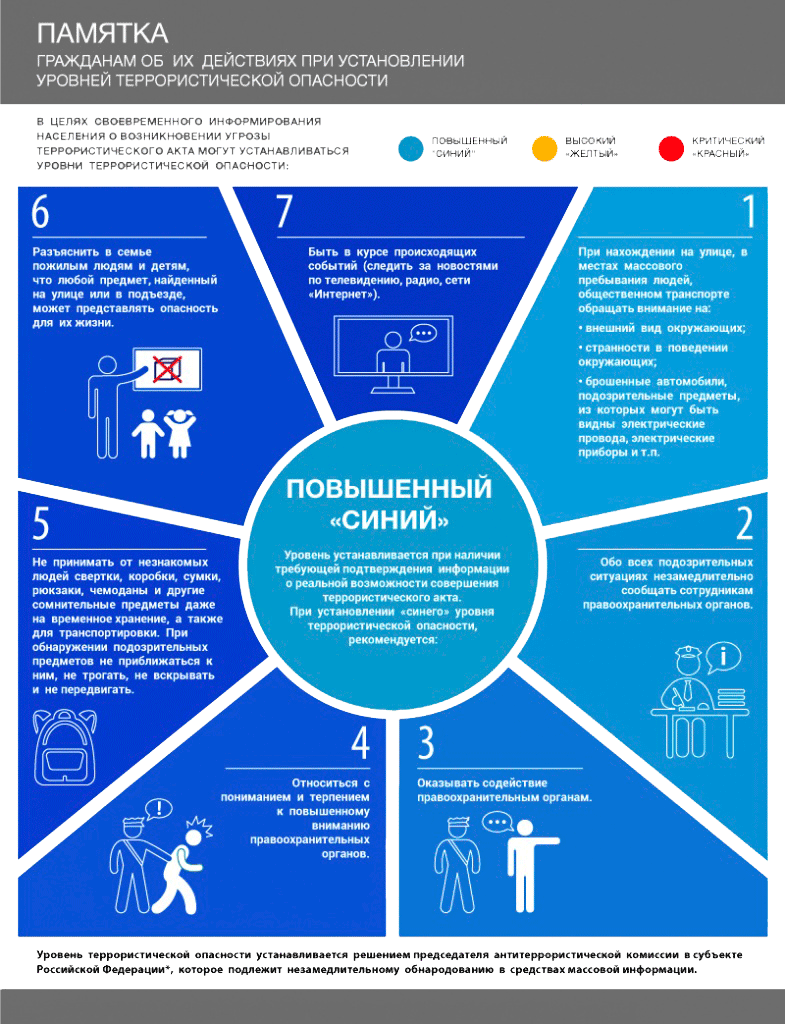 ПАМЯТКА
ГРАЖДАНАМ ОБ ИХ ДЕЙСТВИЯХ ПРИ УСТАНОВЛЕНИИ
УРОВНЕЙ ТЕРРОРИСТИЧЕСКОЙ ОПАСНОСТИ
В ЦЕЛЯХ СВОЕВРЕМЕННОГО ИНФОРМИРОВАНИЯ
НАСЕЛЕНИЯ О ВОЗНИКНОВЕНИИ УГРОЗЫ
ТЕРРОРИСТИЧЕСКОГО АКТА МОГУТ УСТАНАВЛИВАТЬСЯ
УРОВНИ ТЕРРОРИСТИЧЕСКОЙ ОПАСНОСТИ:
ПОВЫШЕННЫЙ
"СИНИЙ"
ВЫСОКИЙ
«ЖЕЛТЫЙ»
КРИТИЧЕСКИЙ
«КРАСНЫЙ»
ПОВЫШЕННЫЙ
«СИНИЙ»
Уровень устанавливается при наличии
требующей подтверждения информации
о реальной возможности совершения
террористического акта.
При установлении «синего» уровня
террористической опасности,
рекомендуется:
1
При нахождении на улице, в
местах массового
пребывания людей,
общественном транспорте
обращать внимание на:
• внешний вид окружающих;
• странности в поведении
окружающих;
• брошенные автомобили,
подозрительные предметы,
из которых могут быть
видны электрические
провода, электрические
приборы и т.п.
2
Обо всех подозрительных
ситуациях незамедлительно
сообщать сотрудникам
правоохранительных органов.
i
3
Оказывать содействие
правоохранительным органам.
4
Относиться с
пониманием и терпением
к повышенному
вниманию
правоохранительных
органов.
!
5
Не принимать от незнакомых
людей свертки, коробки, сумки,
рюкзаки, чемоданы и другие
сомнительные предметы даже
на временное хранение, а также
для транспортировки. При
обнаружении подозрительных
предметов не приближаться к
ним, не трогать, не вскрывать
и не передвигать.
6
Разъяснить в семье
пожилым людям и детям,
что любой предмет, найденный
на улице или в подъезде,
может представлять опасность
для их жизни.
7
Быть в курсе происходящих
событий (следить за новостями
по телевидению, радио, сети
«Интернет»).
Уровень террористической опасности устанавливается решением председателя антитеррористической комиссии в субъекте
Российской Федерации*, которое подлежит незамедлительному обнародованию в средствах массовой информации.